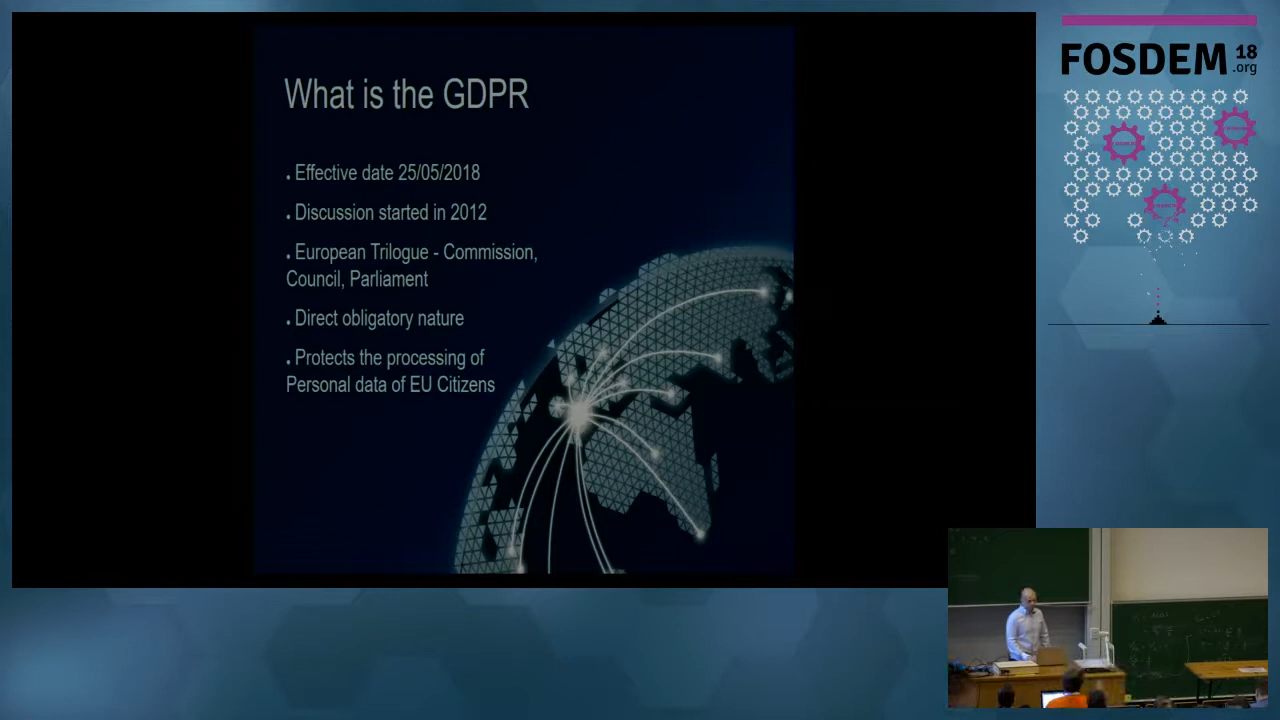 What is the GDPR
• Effective date 25/05/2018
• Discussion started in 2012
• European Trilogue - Commission,
Council, Parliament
• Direct obligatory nature
• Protects the processing of
Personal data of EU Citizens
FOSDEM 18
.org